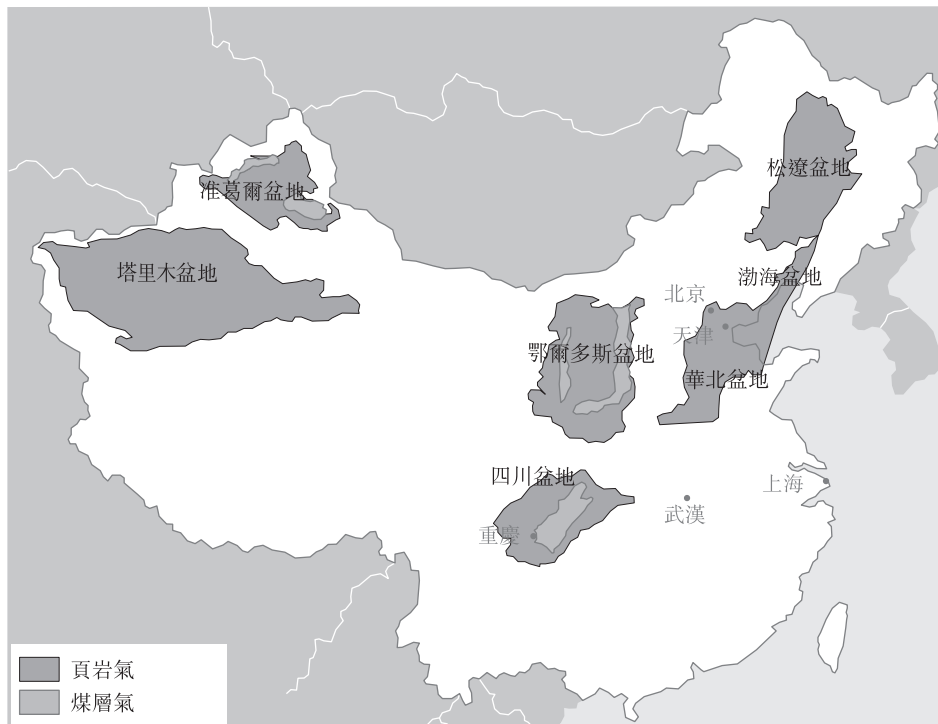 松遼盆地
准葛爾盆地
塔里木盆地
渤海盆地
北京
天津
鄂爾多斯盆地
華北盆地
四川盆地
上海
武漢
重慶
頁岩氣
煤層氣